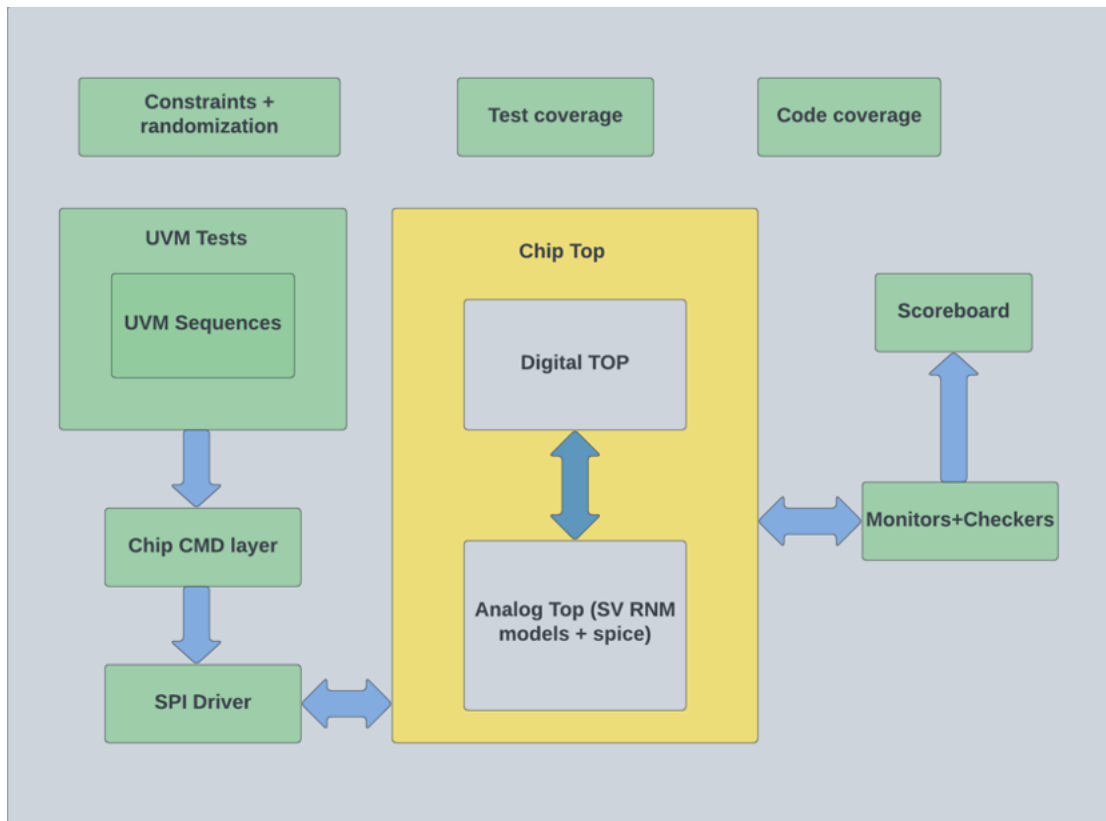 Constraints +
randomization
Test coverage
Code coverage
UVM Tests
UVM Sequences
Chip CMD layer
SPI Driver
Chip Top
Digital TOP
Analog Top (SV RNM
models + spice)
Scoreboard
Monitors+Checkers